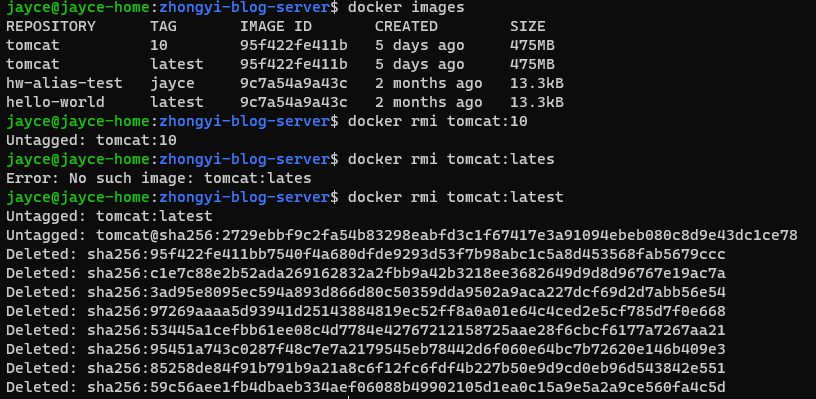 jayce@jayce-home:zhongyi-blog-server$ docker images
REPOSITORY TAG IMAGE ID CREATED SIZE
tomcat 10 95f422fe411b 5 days ago 475MB
tomcat latest 95f422fe411b 5 days ago 475MB
hw-alias-test jayce 9c7a54a9a43c 2 months ago 13.3kB
hello-world latest 9c7a54a9a43c 2 months ago 13.3kB
jayce@jayce-home:zhongyi-blog-server$ docker rmi tomcat:10
Untagged: tomcat:10
jayce@jayce-home:zhongyi-blog-server$ docker rmi tomcat:lates
Error: No such image: tomcat:lates
jayce@jayce-home:zhongyi-blog-server$ docker rmi tomcat:latest
Untagged: tomcat:latest
Untagged: tomcat@sha256:2729ebbf9c2fa54b83298eabfd3c1f67417e3a91094ebeb080c8d9e43dc1ce78
Deleted: sha256:95f422fe411bb7540f4a680dfde9293d53f7b98abc1c5a8d453568fab5679ccc
Deleted: sha256:c1e7c88e2b52ada269162832a2fbb9a42b3218ee3682649d9d8d96767e19ac7a
Deleted: sha256:3ad95e8095ec594a893d866d80c50359dda9502a9aca227dcf69d2d7abb56e54
Deleted: sha256:97269aaaa5d93941d25143884819ec52ff8a0a01e64c4ced2e5cf785d7f0e668
Deleted: sha256:53445a1cefbb61ee08c4d7784e42767212158725aae28f6cbcf6177a7267aa21
Deleted: sha256:95451a743c0287f48c7e7a2179545eb78442d6f060e64bc7b72620e146b409e3
Deleted: sha256:85258de84f91b791b9a21a8c6f12fc6fdf4b227b50e9d9cd0eb96d543842e551
Deleted: sha256:59c56aee1fb4dbaeb334aef06088b49902105d1ea0c15a9e5a2a9ce560fa4c5d